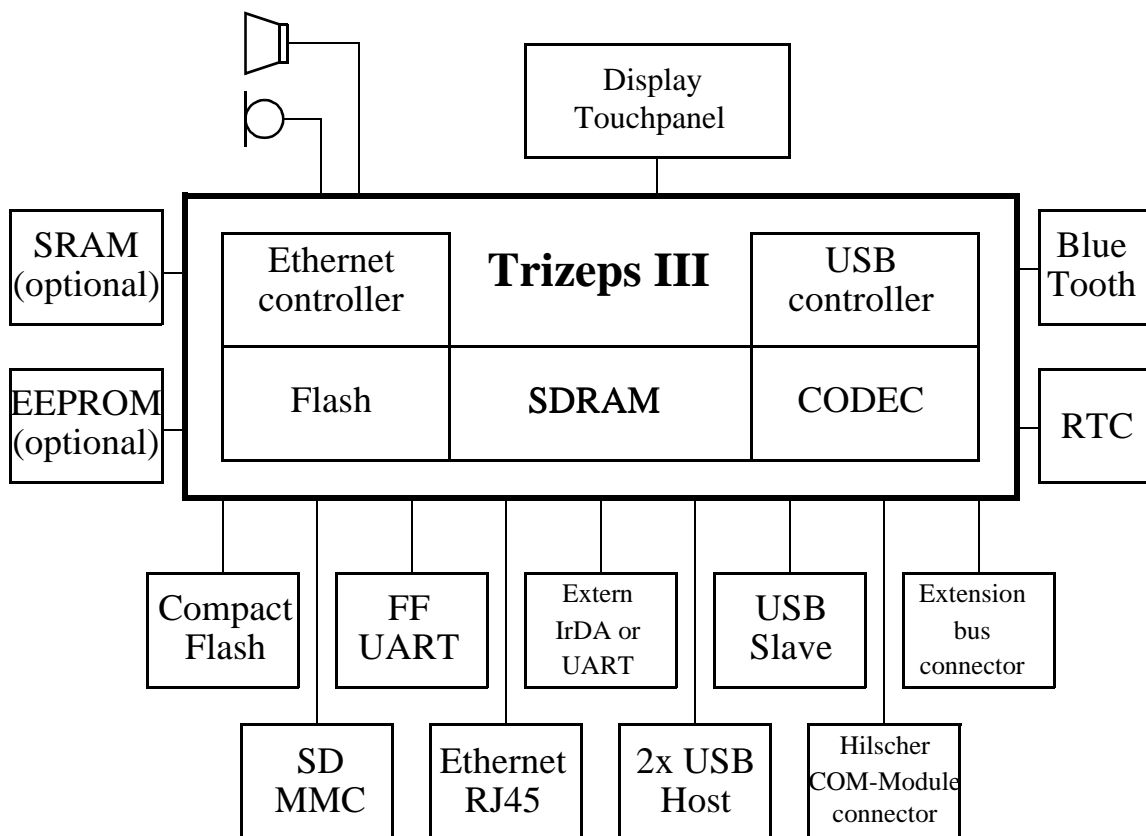 Display
Touchpanel
SRAM
(optional)
Ethernet
controller
Trizeps III
USB
controller
Blue
Tooth
EEPROM
(optional)
Flash
SDRAM
CODEC
RTC
Compact
Flash
FF
UART
Extern
IrDA or
UART
USB
Slave
Extension
bus
connector
SD
MMC
Ethernet
RJ45
2x USB
Host
Hilscher
COM-Module
connector